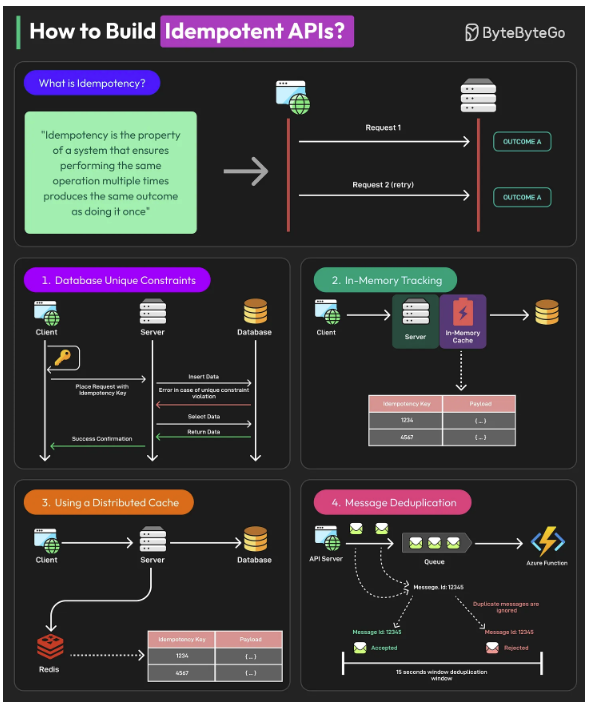 How to Build Idempotent APIs?
ByteByteGo
What is Idempotency?
"Idempotency is the property
of a system that ensures
performing the same
operation multiple times
produces the same outcome
as doing it once"
Request 1
OUTCOME A
Request 2 (retry)
OUTCOME A
1. Database Unique Constraints
Client
Server
Database
Place Request with
Idempotency Key
Insert Data
Error in case of unique constraint
violation
Select Data
Return Data
Success Confirmation
2. In-Memory Tracking
Client
Server
In-Memory
Cache
Idempotency Key
Payload
1234
{ ... }
4567
{ ... }
3. Using a Distributed Cache
Client
Server
Database
Redis
Idempotency Key
Payload
1234
{ ... }
4567
{ ... }
4. Message Deduplication
API Server
Queue
Azure Function
Message. Id: 12345
Duplicate messages are
ignored
Message Id: 12345
Accepted
Message Id: 12345
Rejected
15 seconds window deduplication
window